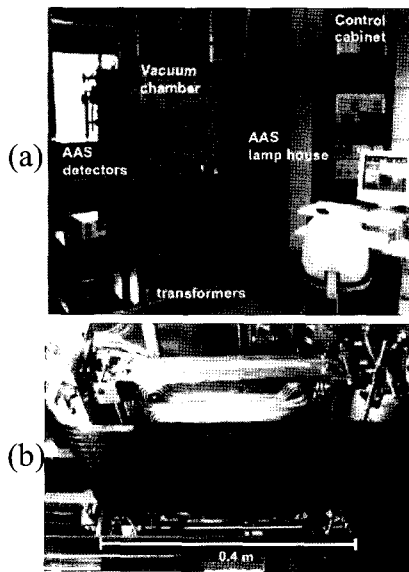 (a)
Control
cabinet
Vacuum
chamber
AAS
detectors
AAS
lamp house
transformers
(b)
0.4 m